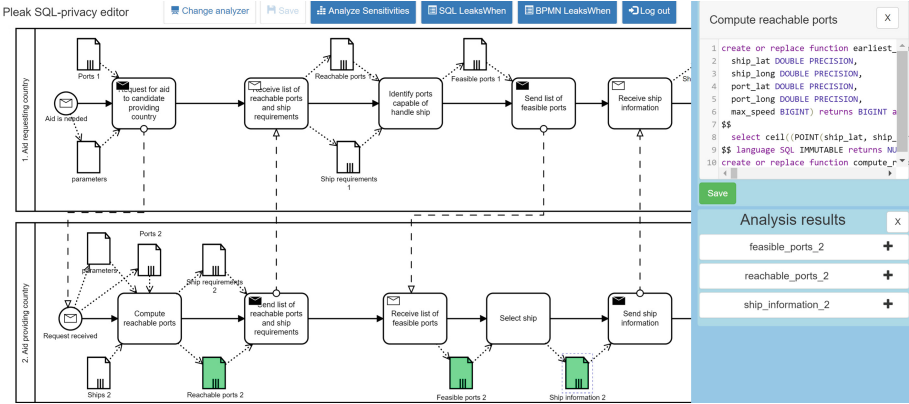 Pleak SQL-privacy editor
Change analyzer
Save
Analyze Sensitivities
SQL LeaksWhen
BPMN LeaksWhen
Log out
1. Aid requesting country
Ports 1
Aid is needed
parameters
Request for aid
to candidate
providing
country
Receive list of
reachable ports
and ship
requirements
Reachable ports 1
Identify ports
capable of
handle ship
Ship requirements
1
Feasible ports 1
Send list of
feasible ports
Receive ship
information
Sh
2. Aid providing country
Request received
parameters
Ports 2
Compute
reachable ports
Ships 2
Ship requirements
2
Reachable ports 2
Send list of
reachable ports
and ship
requirements
Receive list of
feasible ports
Feasible ports 2
Select ship
Ship information 2
Send ship
information
Compute reachable ports
X
1 create or replace function earliest_
2 ship_lat DOUBLE PRECISION,
3 ship_long DOUBLE PRECISION,
4 port_lat DOUBLE PRECISION,
5 port_long DOUBLE PRECISION,
6 max_speed BIGINT) returns BIGINT a
7 $$
8 select ceil((POINT(ship_lat, ship_
9 $$ language SQL IMMUTABLE returns NU
10 create or replace function compute_r
Save
Analysis results
X
feasible_ports_2 +
reachable_ports_2 +
ship_information_2 +